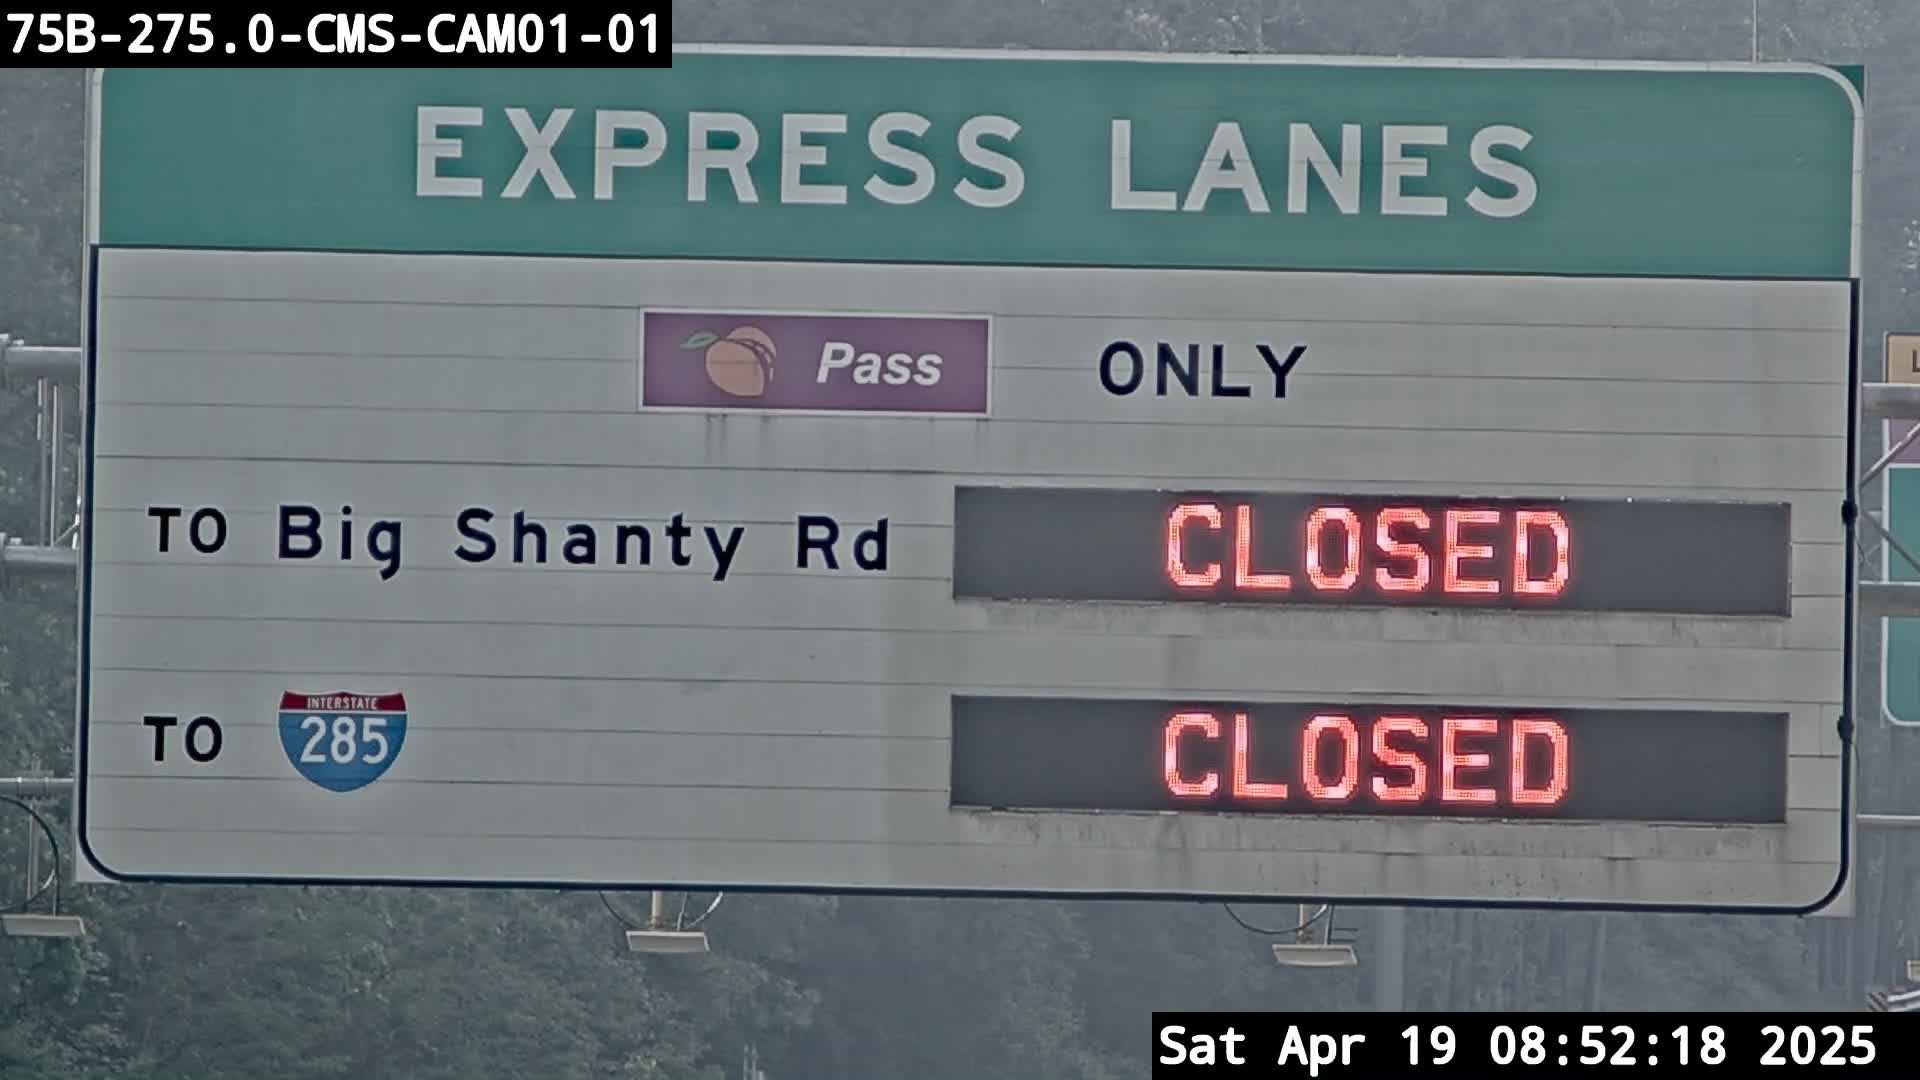 75B-275.0-CMS-CAM01-01
EXPRESS LANES
Pass ONLY
TO Big Shanty Rd CLOSED
TO INTERSTATE 285 CLOSED
Sat Apr 19 08:52:18 2025